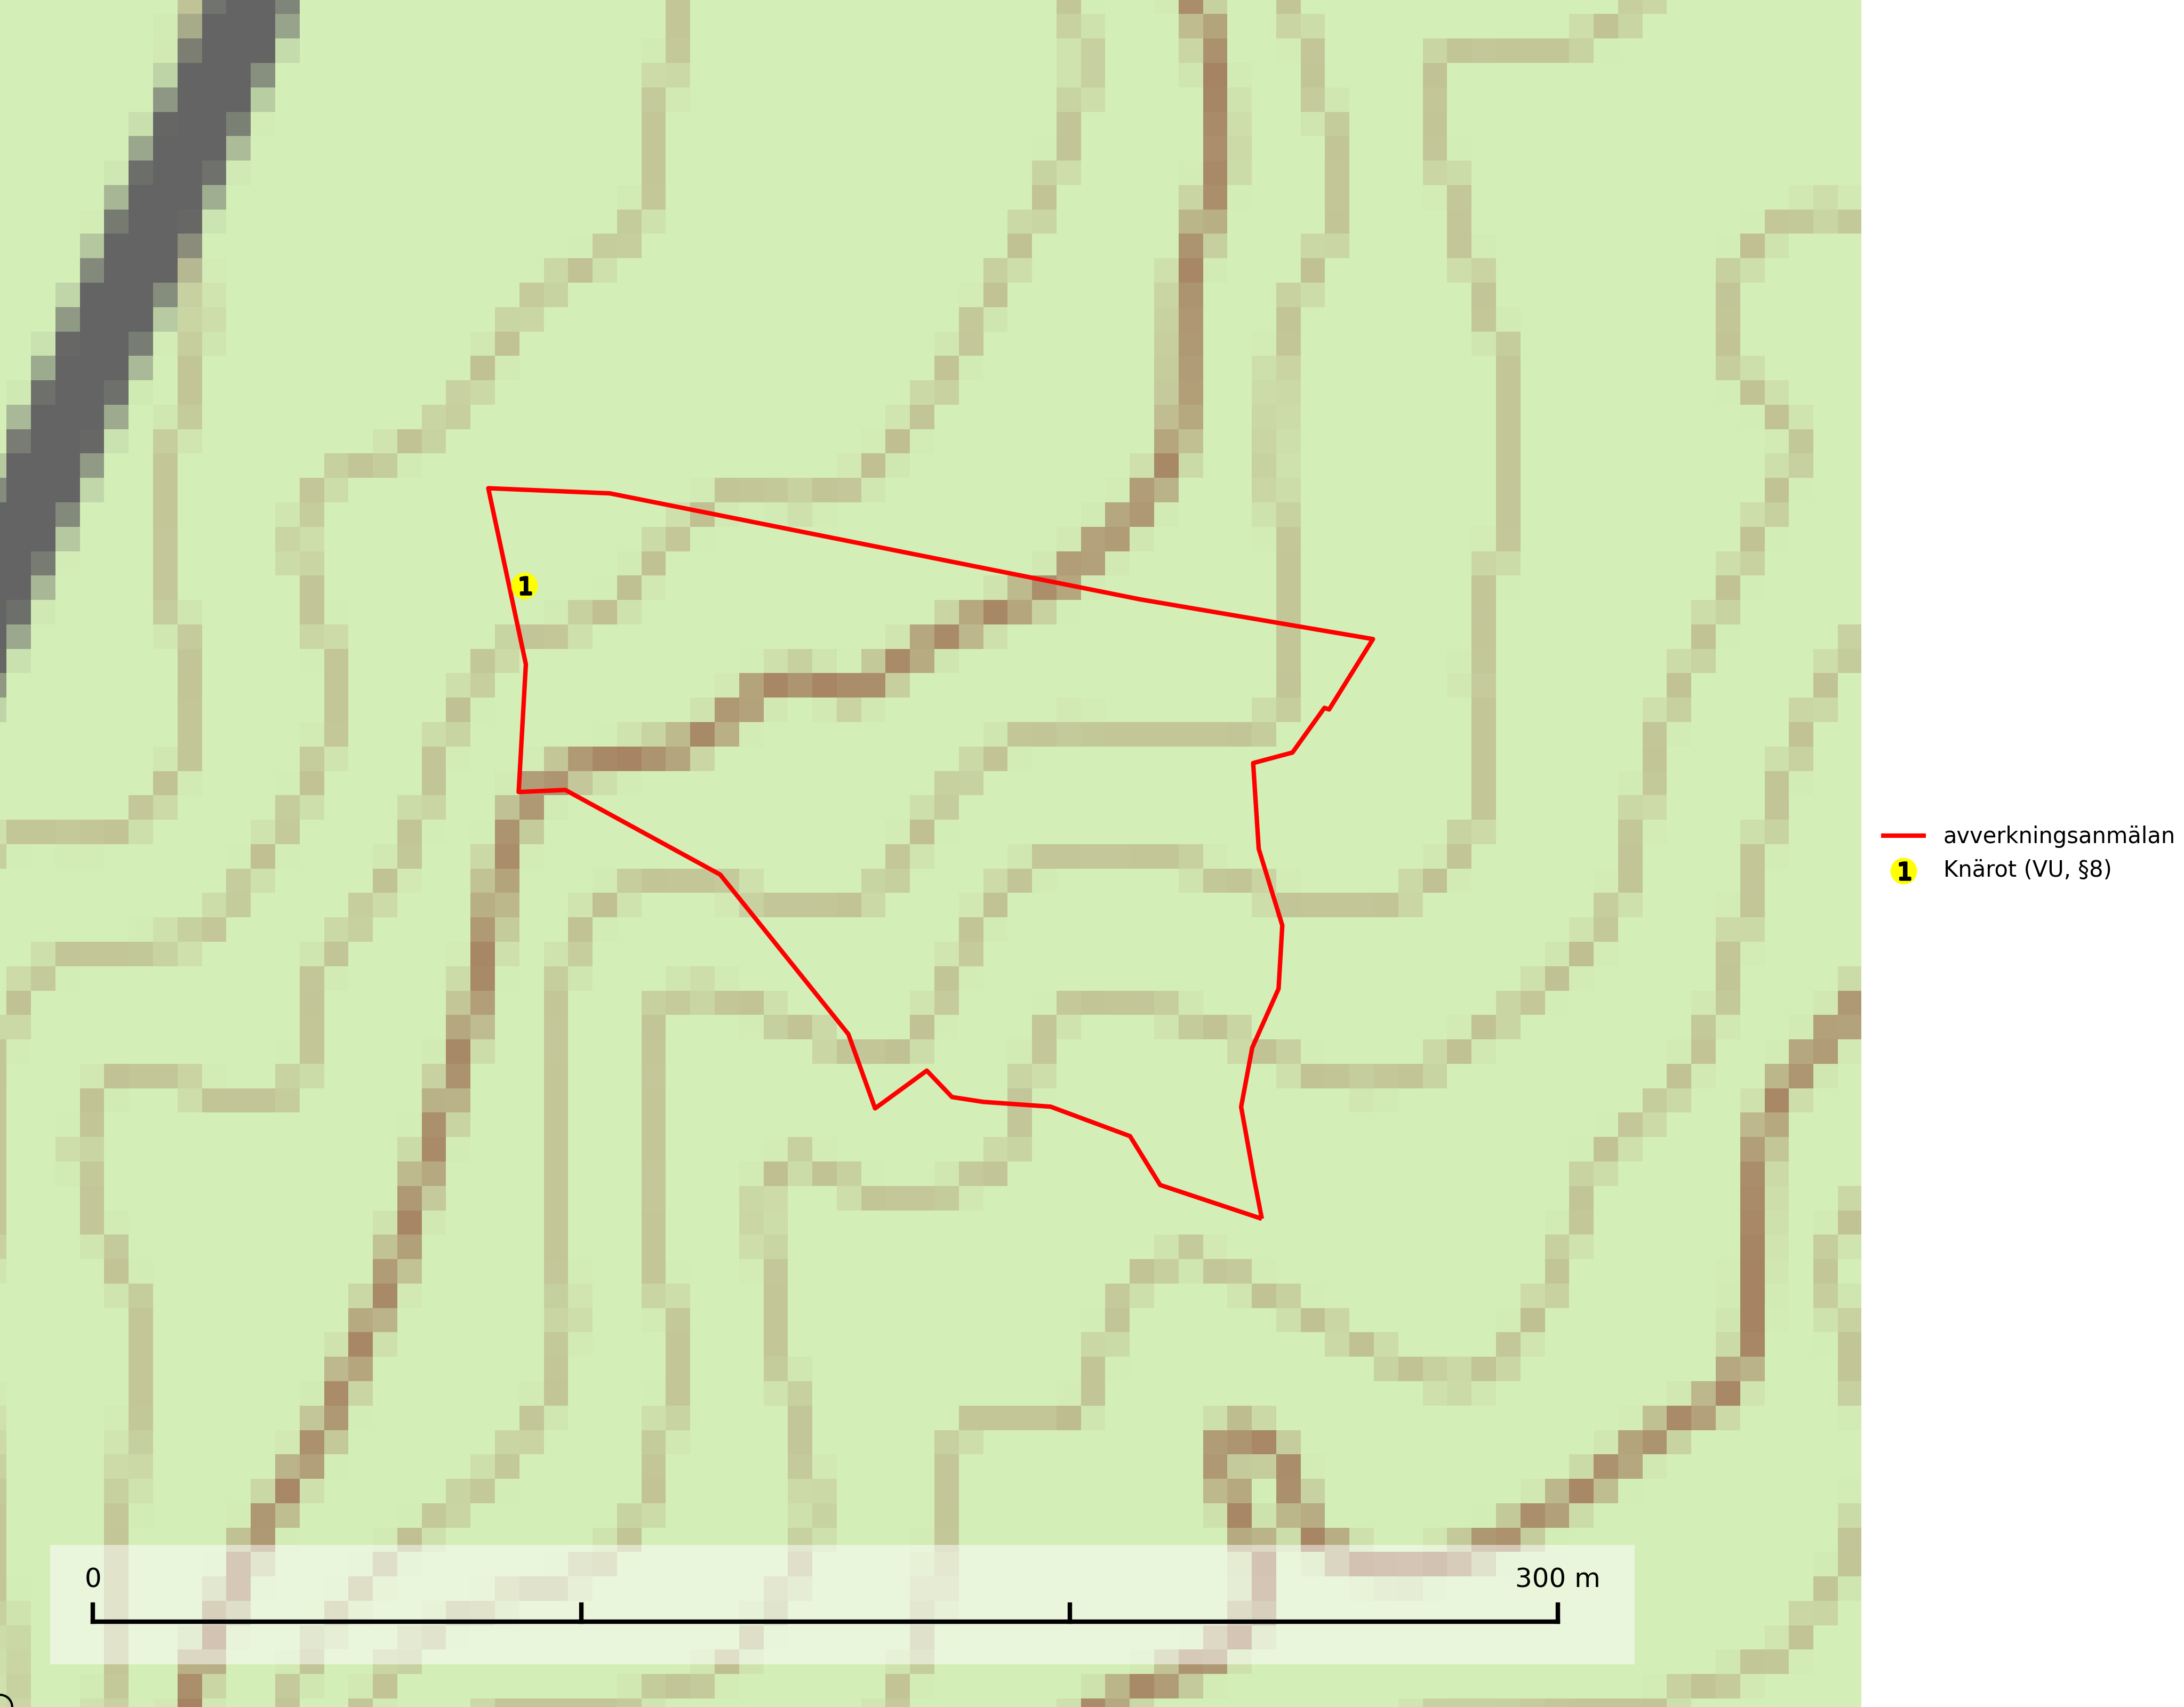 1
avverkningsanmälan
1 Knärot (VU, §8)
0 300 m